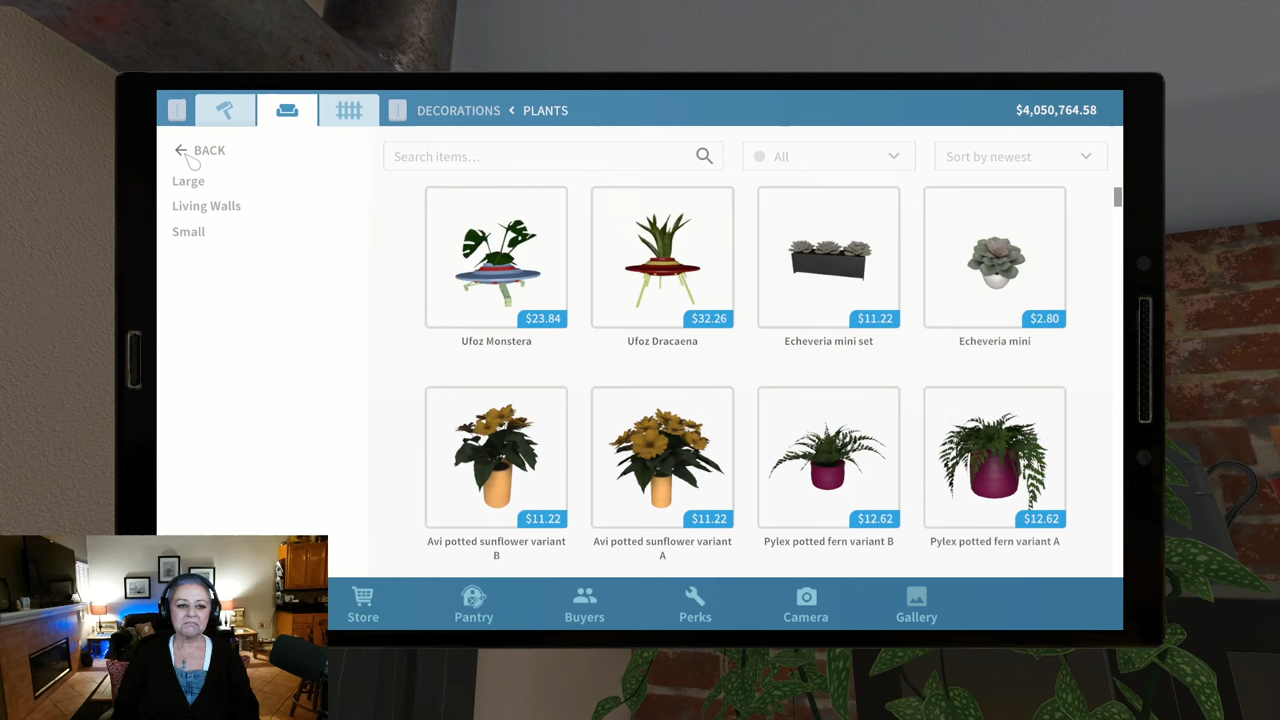 DECORATIONS < PLANTS
$4,050,764.58
BACK
Large
Living Walls
Small
Search items...
All
Sort by newest
$23.84
$32.26
$11.22
$2.80
Ufoz Monstera
Ufoz Dracaena
Echeveria mini set
Echeveria mini
$11.22
$11.22
$12.62
$12.62
Avi potted sunflower variant
B
Avi potted sunflower variant
A
Pylex potted fern variant B
Pylex potted fern variant A
Store
Pantry
Buyers
Perks
Camera
Gallery